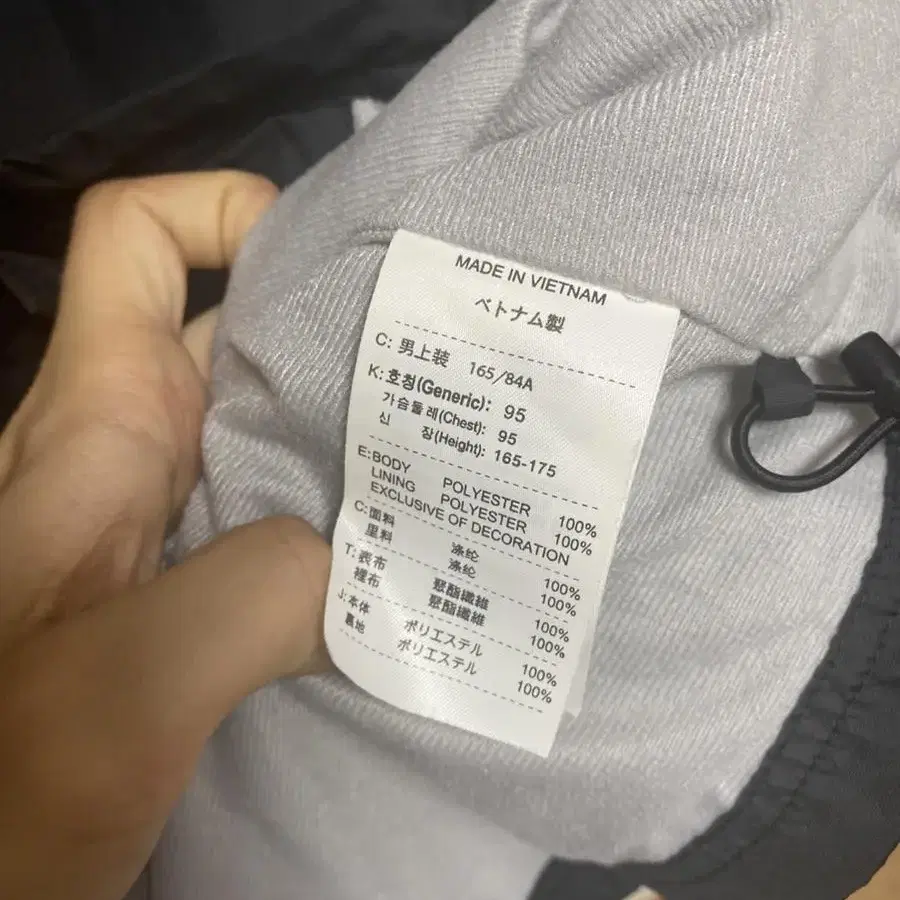 MADE IN VIETNAM
ベトナム製
C: 男上装 165/84A
K: 호칭(Generic): 95
가슴둘레(Chest): 95
신 장(Height): 165-175
E: BODY POLYESTER 100%
LINING POLYESTER 100%
EXCLUSIVE OF DECORATION
C: 面料 涤纶 100%
里料 涤纶 100%
T: 表布 聚酯纖維 100%
裡布 聚酯纖維 100%
J: 本体 ポリエステル 100%
裏地 ポリエステル 100%